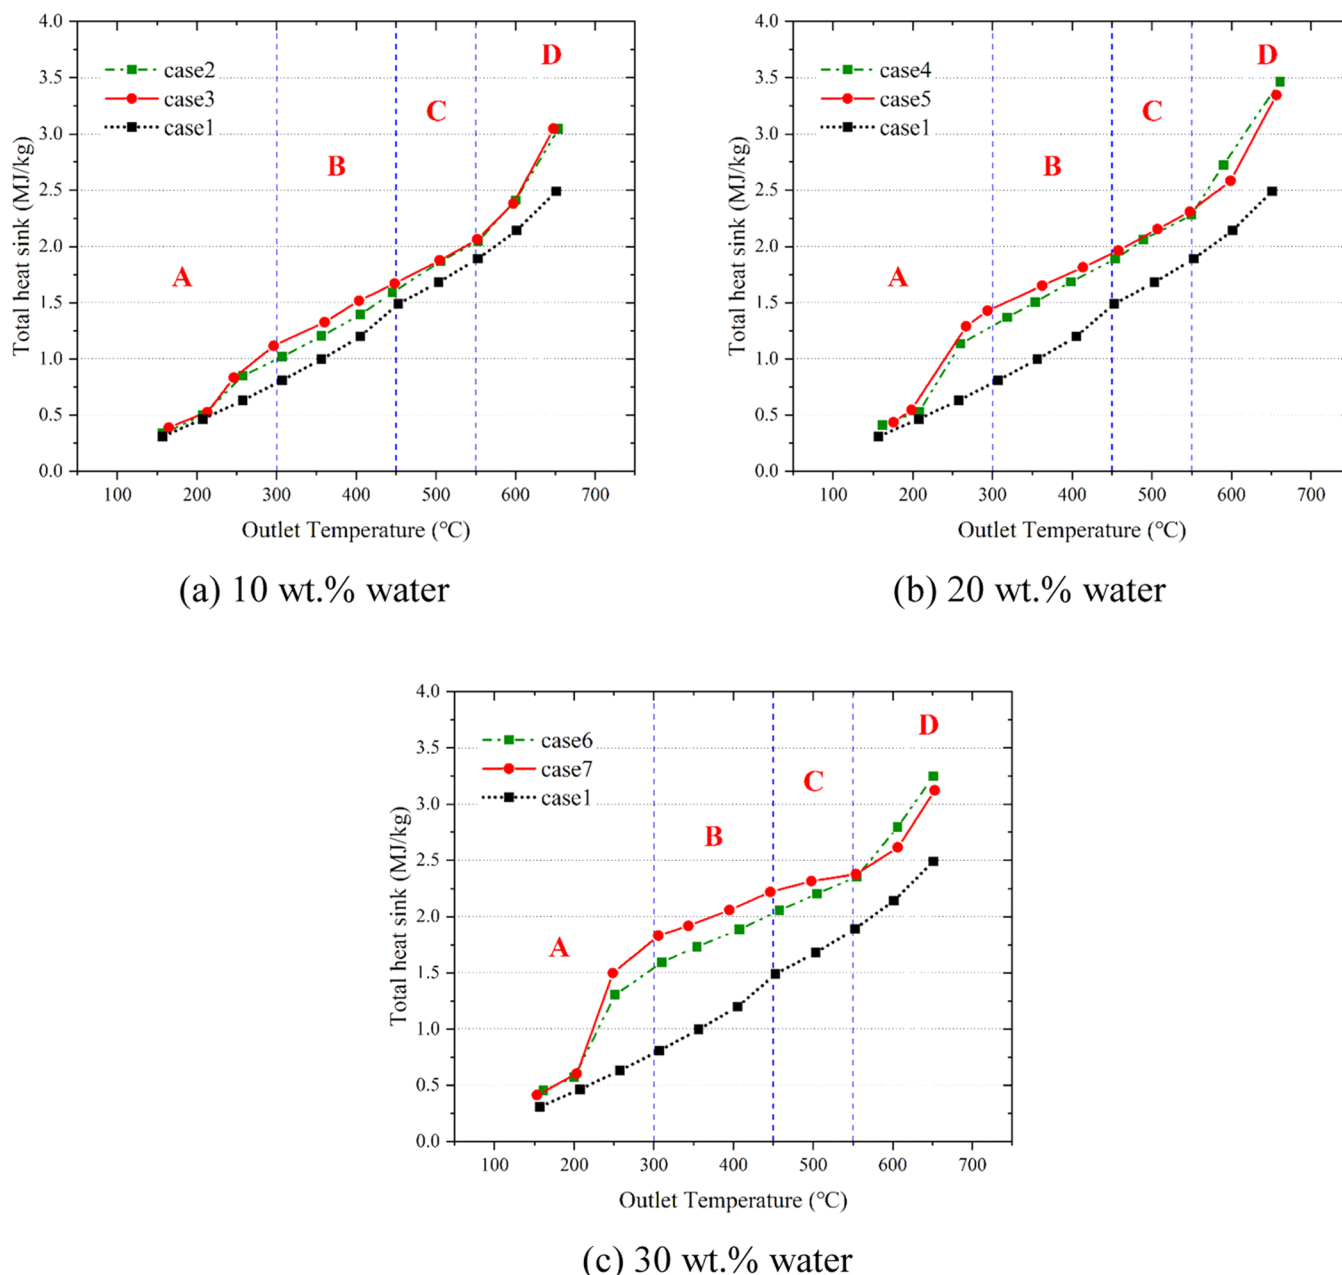 4.0
3.5
3.0
2.5
2.0
1.5
1.0
0.5
0.0
Total heat sink (MJ/kg)
case2
case3
case1
A
B
C
D
100 200 300 400 500 600 700
Outlet Temperature (°C)
(a) 10 wt.% water
4.0
3.5
3.0
2.5
2.0
1.5
1.0
0.5
0.0
Total heat sink (MJ/kg)
case4
case5
case1
A
B
C
D
100 200 300 400 500 600 700
Outlet Temperature (°C)
(b) 20 wt.% water
4.0
3.5
3.0
2.5
2.0
1.5
1.0
0.5
0.0
Total heat sink (MJ/kg)
case6
case7
case1
A
B
C
D
100 200 300 400 500 600 700
Outlet Temperature (°C)
(c) 30 wt.% water